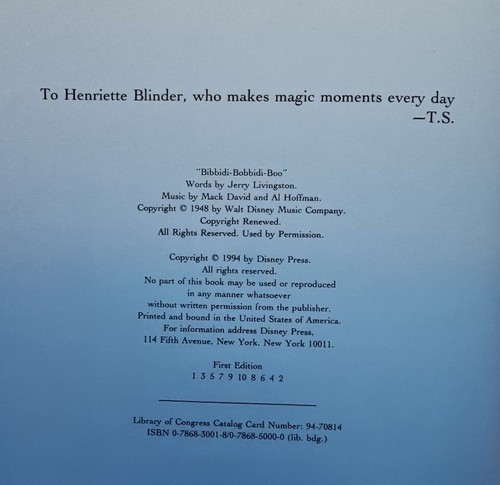 To Henriette Blinder, who makes magic moments every day
—T.S.
"Bibbidi-Bobbidi-Boo"
Words by Jerry Livingston.
Music by Mack David and Al Hoffman.
Copyright © 1948 by Walt Disney Music Company.
Copyright Renewed.
All Rights Reserved. Used by Permission.
Copyright © 1994 by Disney Press.
All rights reserved.
No part of this book may be used or reproduced
in any manner whatsoever
without written permission from the publisher.
Printed and bound in the United States of America.
For information address Disney Press,
114 Fifth Avenue, New York, New York 10011.
First Edition
1 3 5 7 9 10 8 6 4 2
Library of Congress Catalog Card Number: 94-70814
ISBN 0-7868-3001-8/0-7868-5000-0 (lib. bdg.)